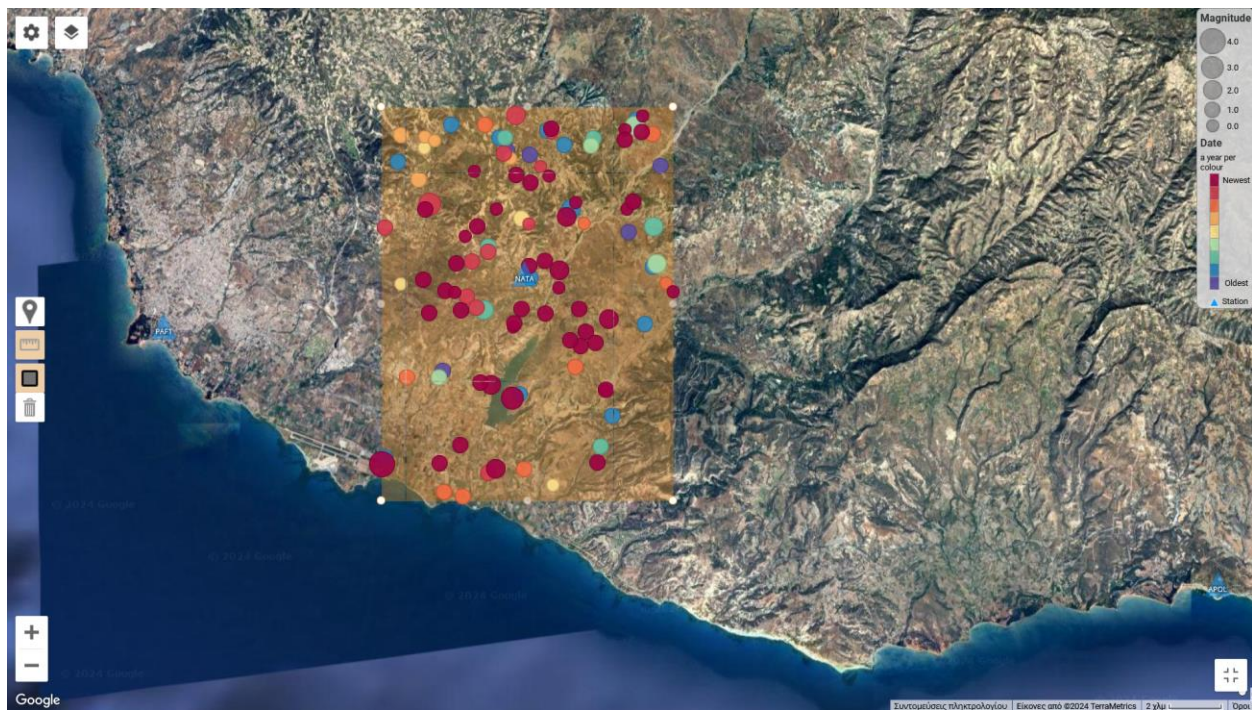 Magnitude
4.0
3.0
2.0
1.0
0.0
Date
a year per
colour
Newest
Oldest
Station
NATA
PAFT
APOL
© 2024 Google
© 2024 Google
© 2024 Google
© 2024 Google
Google
Συντομεύσεις πληκτρολογίου
Εικόνες από ©2024 TerraMetrics
2 χλμ
Όροι